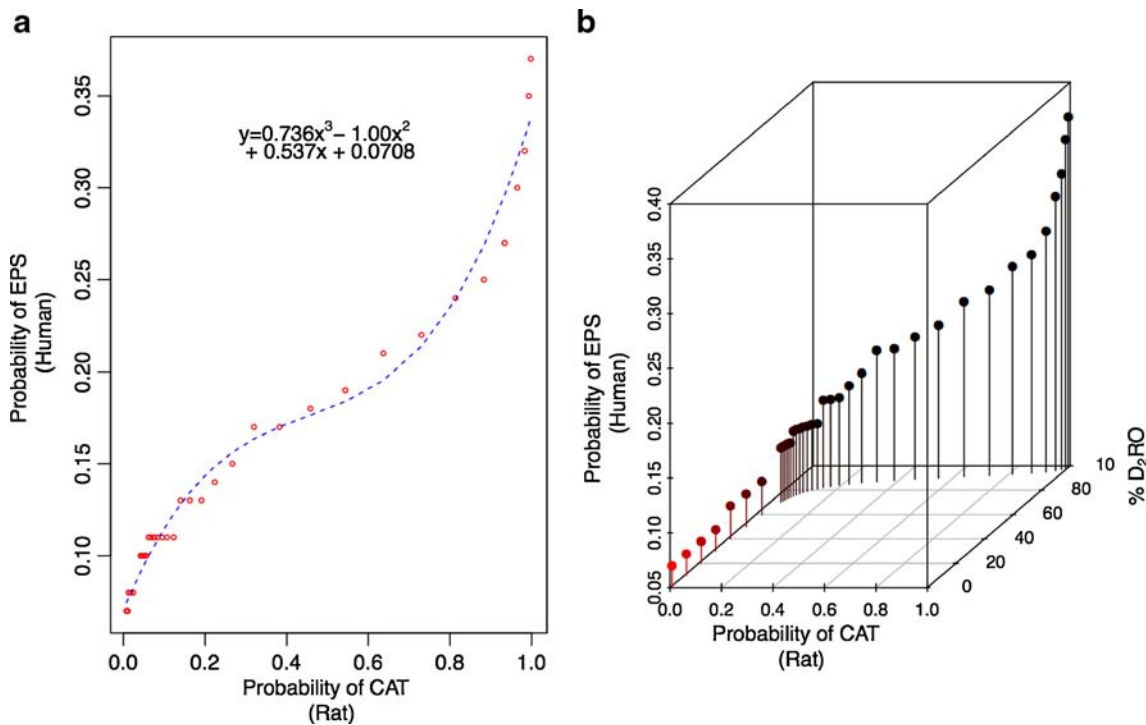 a
y=0.736x³ – 1.00x²
+ 0.537x + 0.0708
0.35
0.30
0.25
0.20
0.15
0.10
Probability of EPS
(Human)
0.0 0.2 0.4 0.6 0.8 1.0
Probability of CAT
(Rat)
b
0.40
0.35
0.30
0.25
0.20
0.15
0.10
0.05
Probability of EPS
(Human)
0.0 0.2 0.4 0.6 0.8 1.0
Probability of CAT
(Rat)
10
80
60
40
20
0
% D₂RO